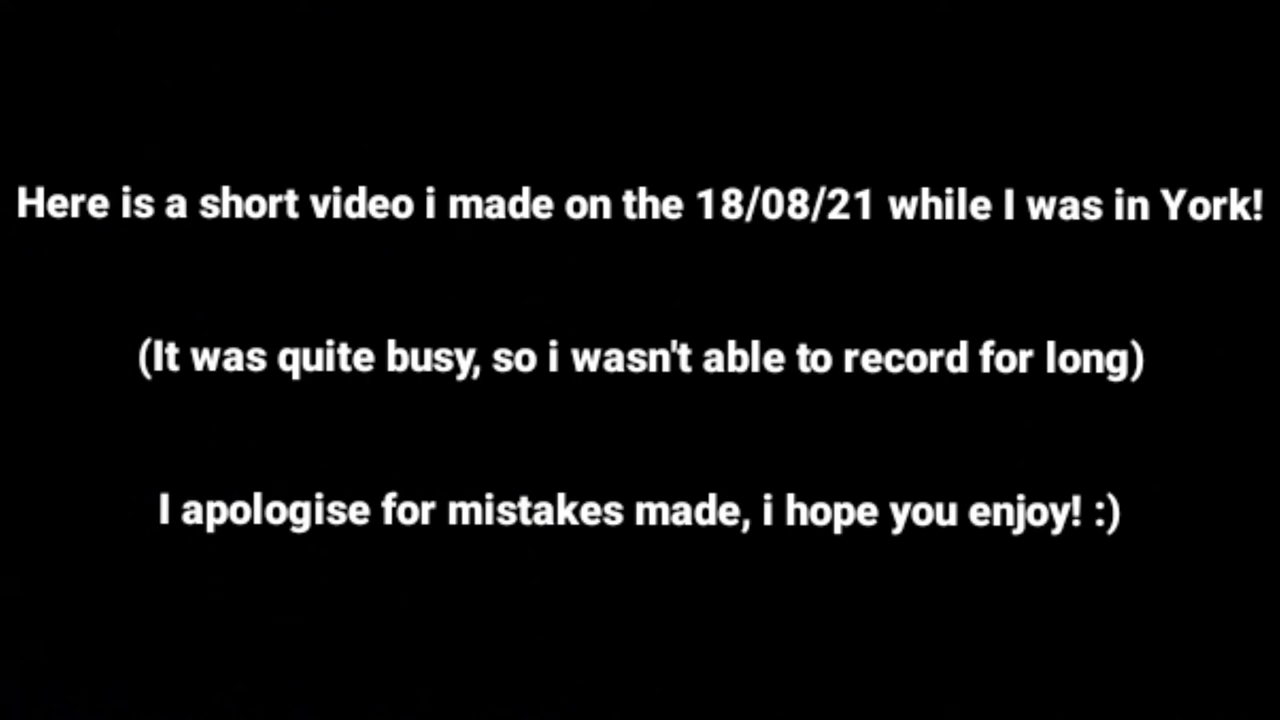 Here is a short video i made on the 18/08/21 while I was in York!
(It was quite busy, so i wasn't able to record for long)
I apologise for mistakes made, i hope you enjoy! :)